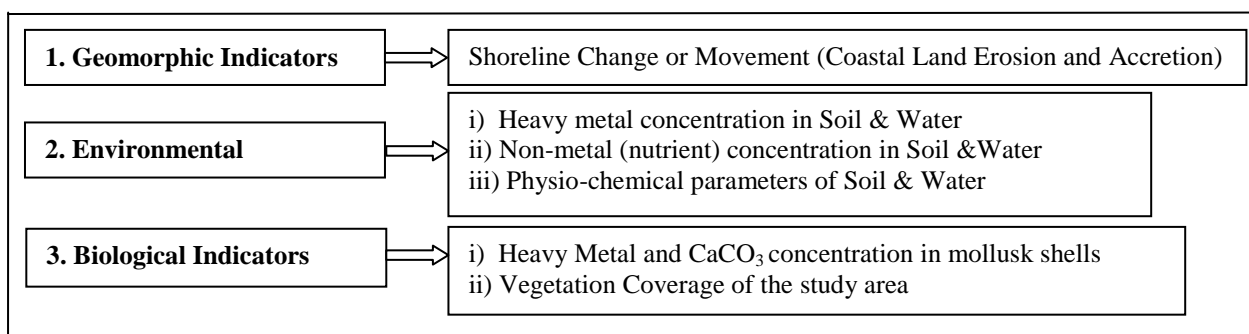 1. Geomorphic Indicators
Shoreline Change or Movement (Coastal Land Erosion and Accretion)
2. Environmental
i) Heavy metal concentration in Soil & Water
ii) Non-metal (nutrient) concentration in Soil &Water
iii) Physio-chemical parameters of Soil & Water
3. Biological Indicators
i) Heavy Metal and CaCO₃ concentration in mollusk shells
ii) Vegetation Coverage of the study area